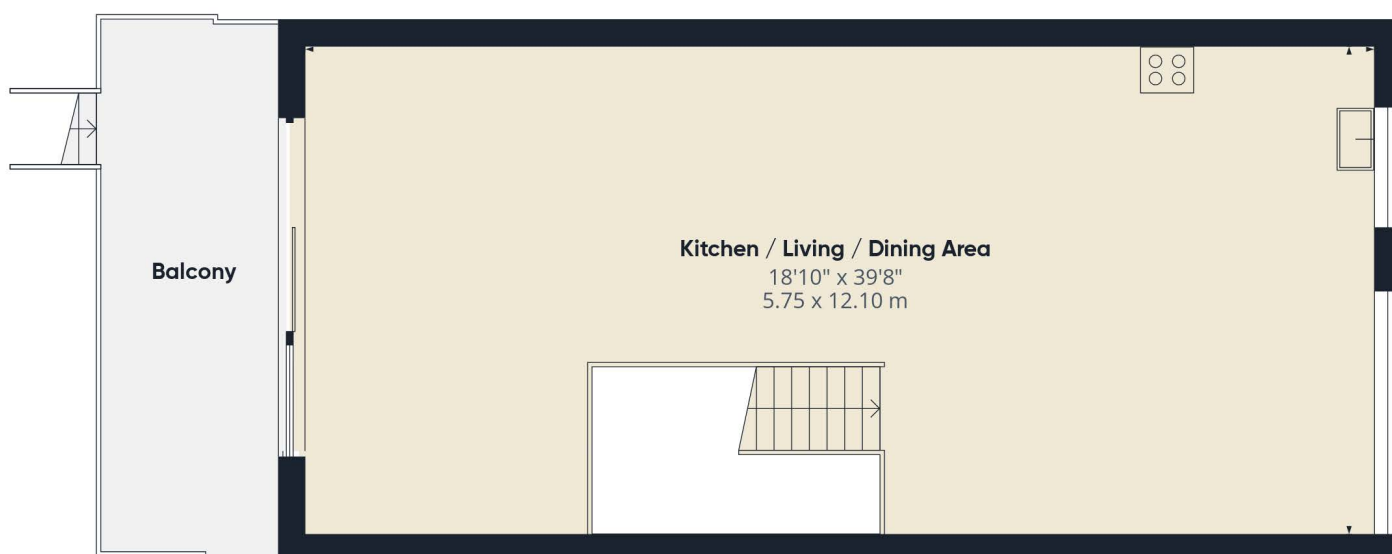 Kitchen / Living / Dining Area
18'10" x 39'8"
5.75 x 12.10 m
Balcony